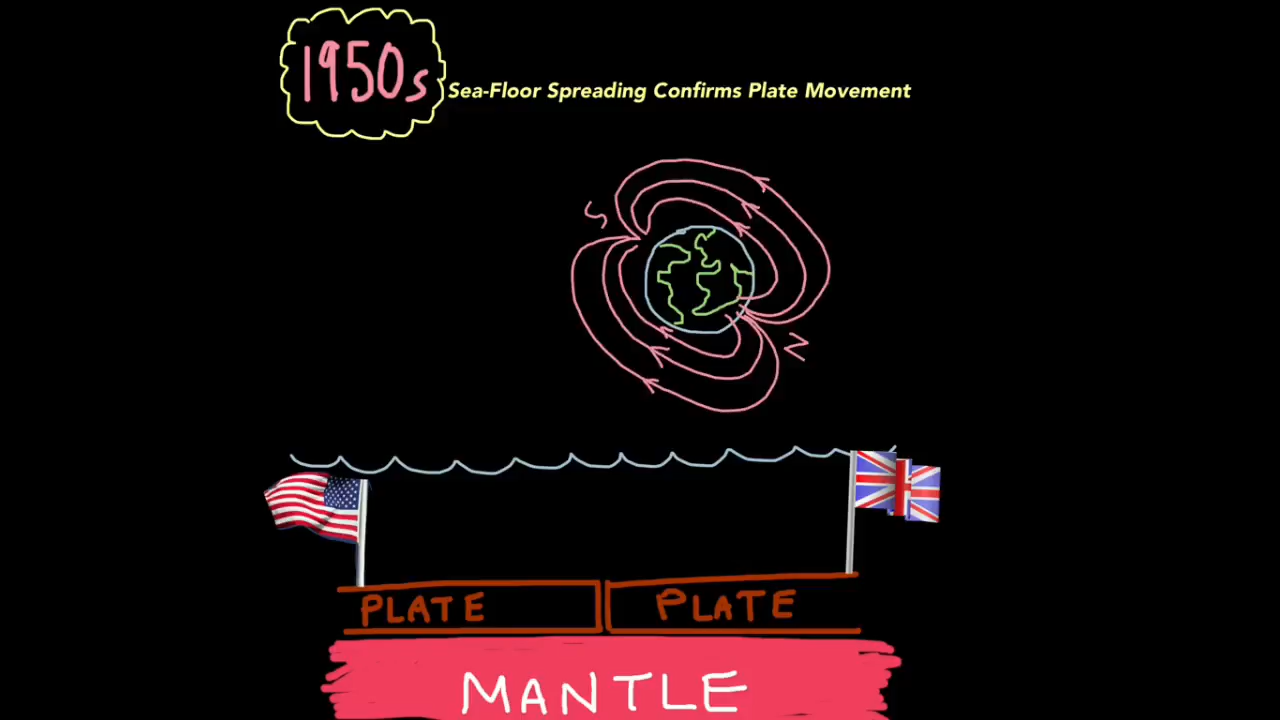 1950s
Sea-Floor Spreading Confirms Plate Movement
S
N
PLATE PLATE
MANTLE